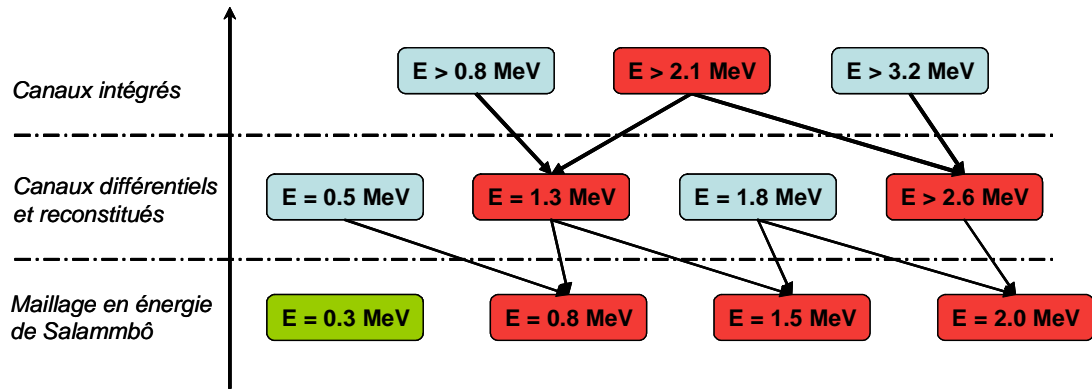 Canaux intégrés
E > 0.8 MeV
E > 2.1 MeV
E > 3.2 MeV
Canaux différentiels
et reconstitués
E = 0.5 MeV
E = 1.3 MeV
E = 1.8 MeV
E > 2.6 MeV
Maillage en énergie
de Salammbô
E = 0.3 MeV
E = 0.8 MeV
E = 1.5 MeV
E = 2.0 MeV